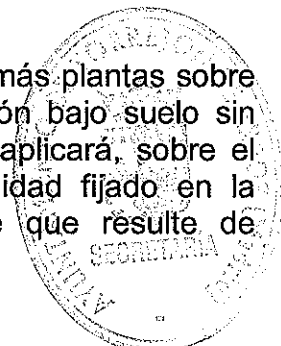 más plantas sobre
ón bajo suelo sin
aplicará, sobre el
idad fijado en la
e que resulte de
SECRETARIA